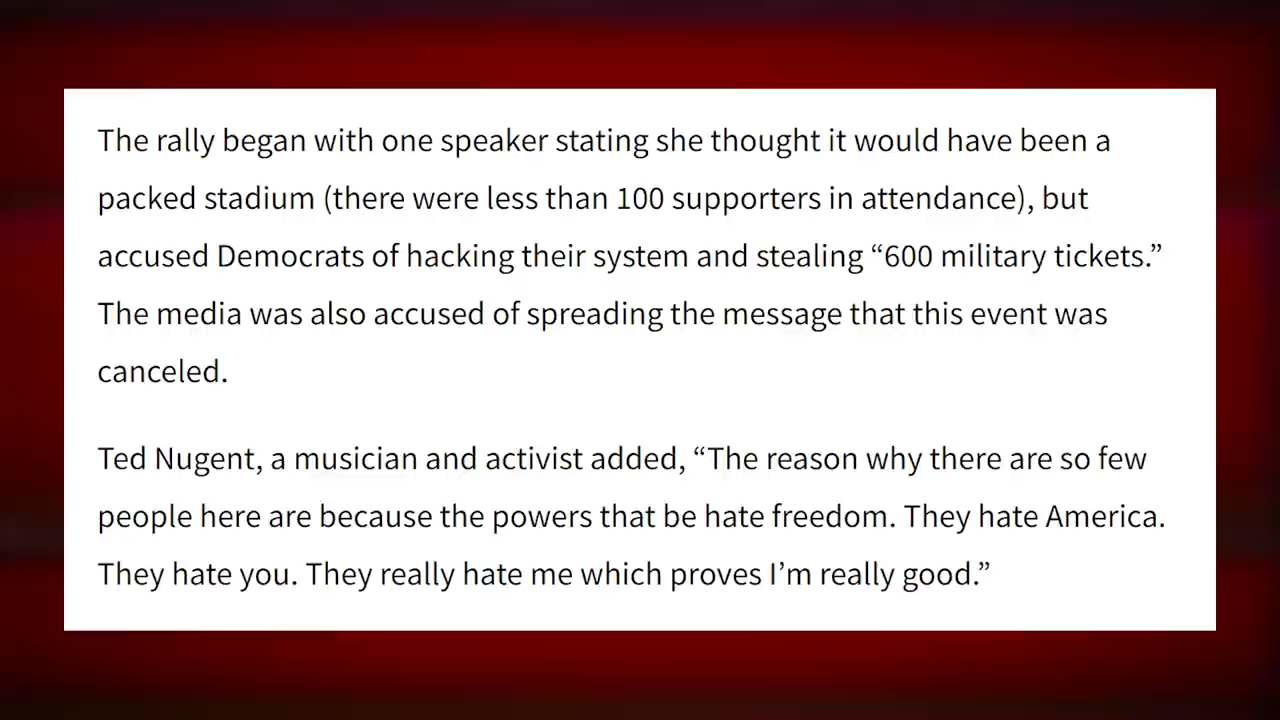 The rally began with one speaker stating she thought it would have been a
packed stadium (there were less than 100 supporters in attendance), but
accused Democrats of hacking their system and stealing “600 military tickets.”
The media was also accused of spreading the message that this event was
canceled.
Ted Nugent, a musician and activist added, “The reason why there are so few
people here are because the powers that be hate freedom. They hate America.
They hate you. They really hate me which proves I’m really good.”